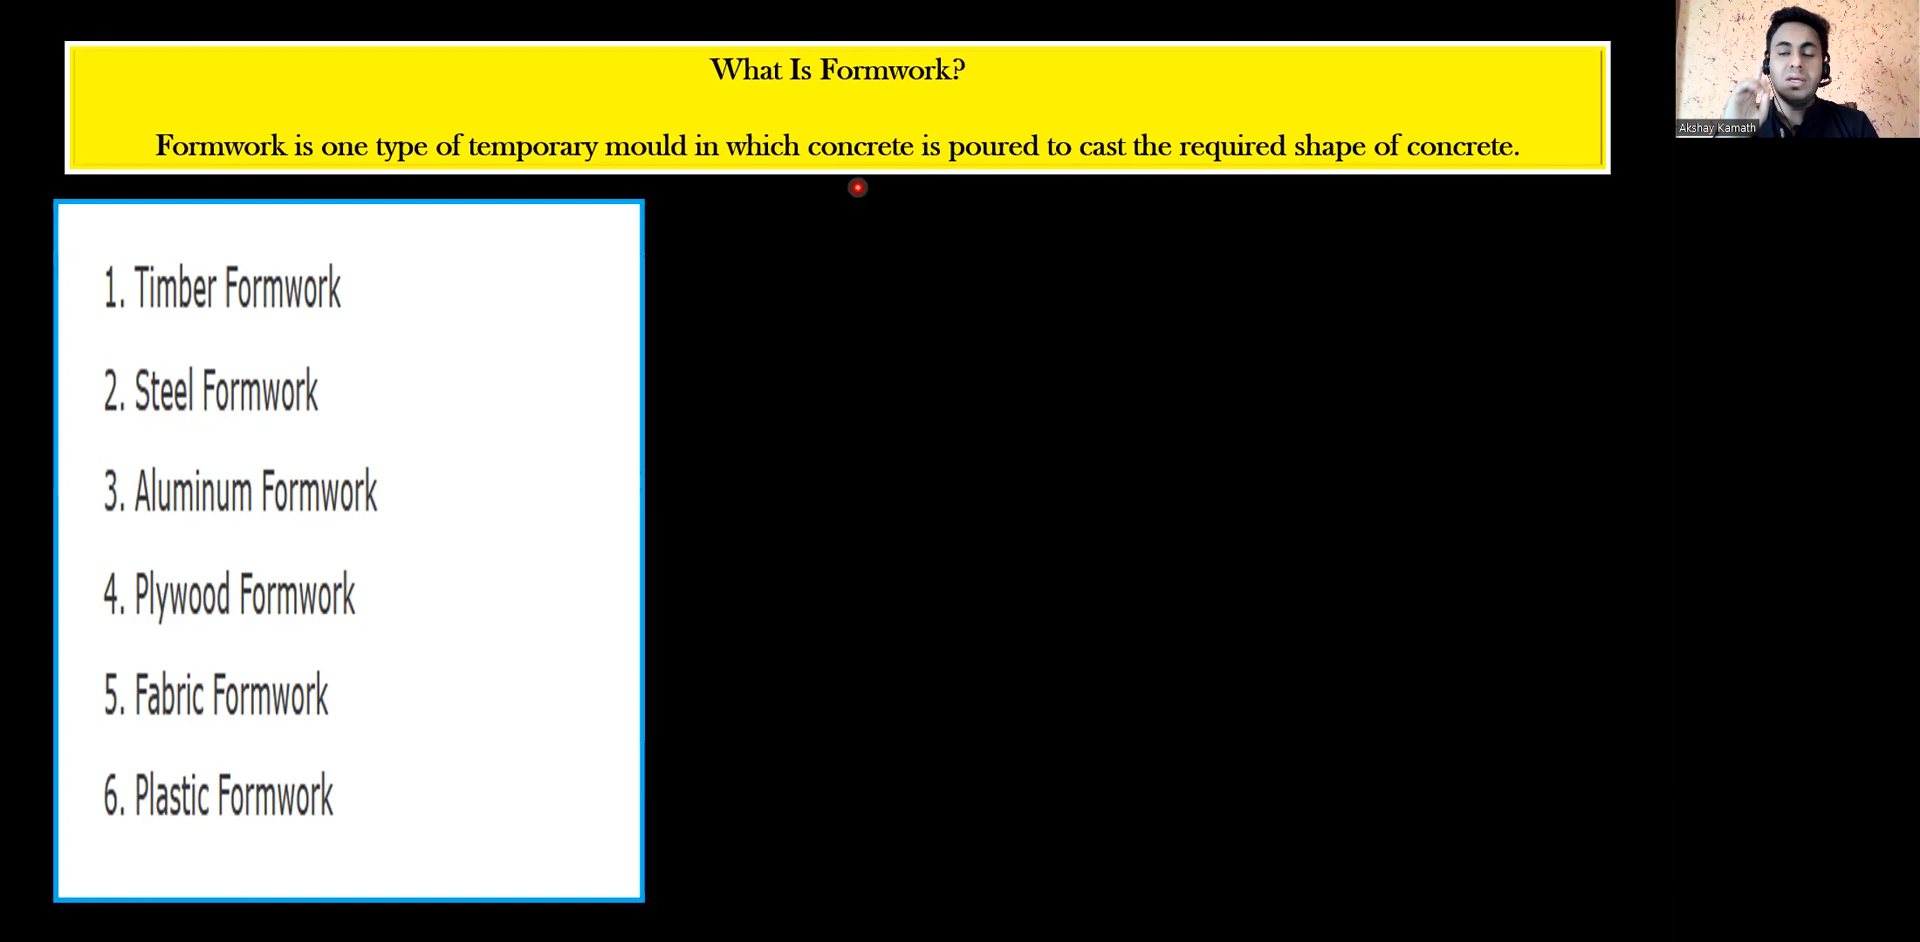 What Is Formwork?
Formwork is one type of temporary mould in which concrete is poured to cast the required shape of concrete.
Akshay Kamath
1. Timber Formwork
2. Steel Formwork
3. Aluminum Formwork
4. Plywood Formwork
5. Fabric Formwork
6. Plastic Formwork